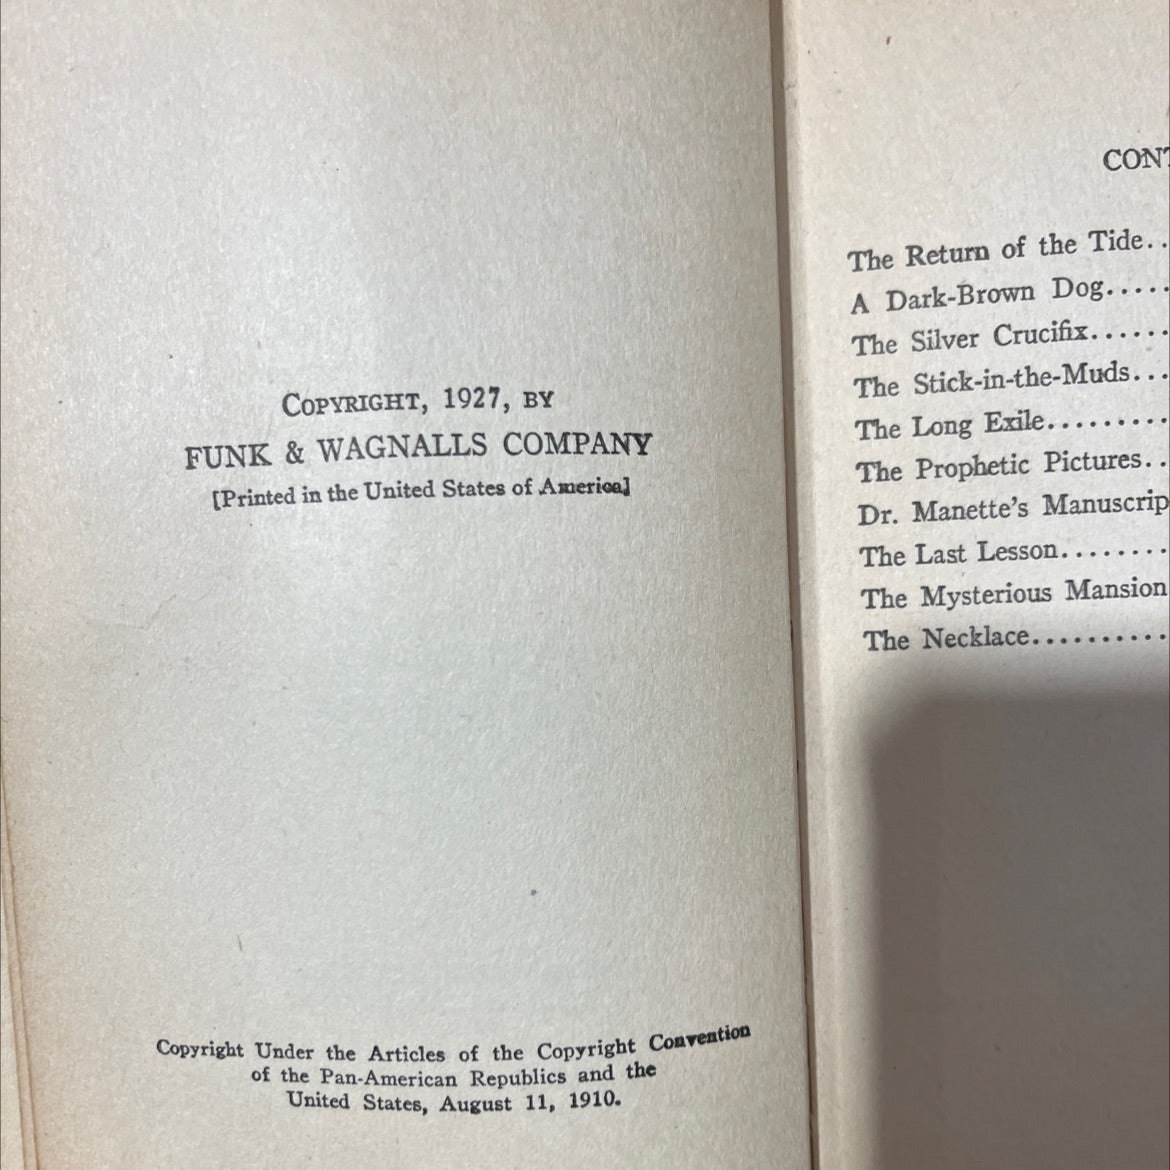 COPYRIGHT, 1927, BY
FUNK & WAGNALLS COMPANY
[Printed in the United States of America]
Copyright Under the Articles of the Copyright Convention
of the Pan-American Republics and the
United States, August 11, 1910.
CONT
The Return of the Tide..
A Dark-Brown Dog.....
The Silver Crucifix......
The Stick-in-the-Muds...
The Long Exile.........
The Prophetic Pictures..
Dr. Manette's Manuscrip
The Last Lesson........
The Mysterious Mansion
The Necklace..........